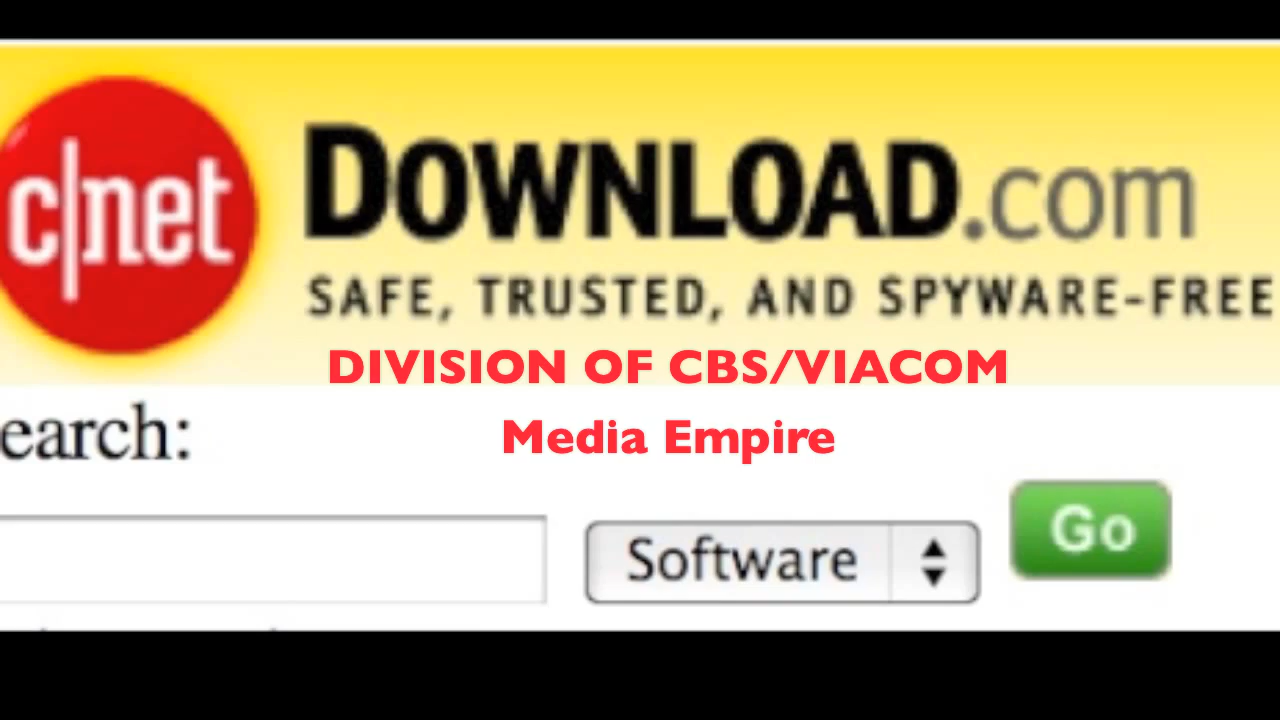 c|net
DOWNLOAD.com
SAFE, TRUSTED, AND SPYWARE-FREE
DIVISION OF CBS/VIACOM
Media Empire
earch:
Software
Go